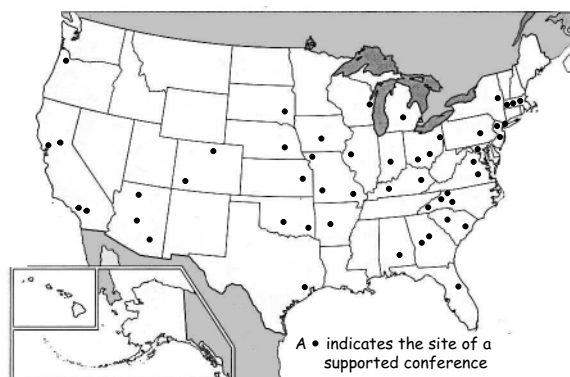 A • indicates the site of a
supported conference